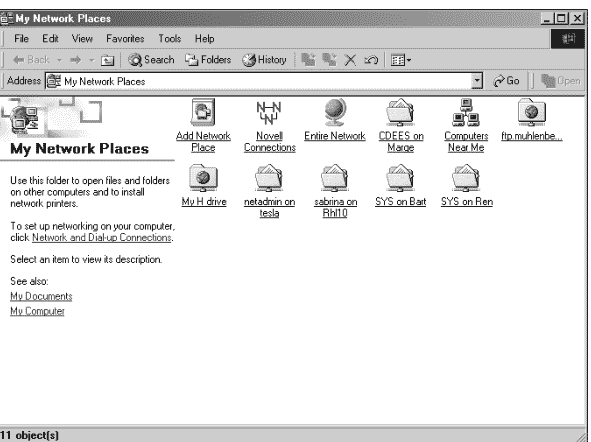 My Network Places
File Edit View Favorites Tools Help
Back Search Folders History
Address My Network Places Go Open
My Network Places
Use this folder to open files and folders
on other computers and to install
network printers.
To set up networking on your computer,
click Network and Dial-up Connections.
Select an item to view its description.
See also:
My Documents
My Computer
Add Network
Place
Novell
Connections
Entire Network
CDEES on
Marge
Computers
Near Me
ftp.muhlenbe...
My H drive
netadmin on
tesla
sabrina on
Rhl10
SYS on Bart
SYS on Ren
11 object(s)